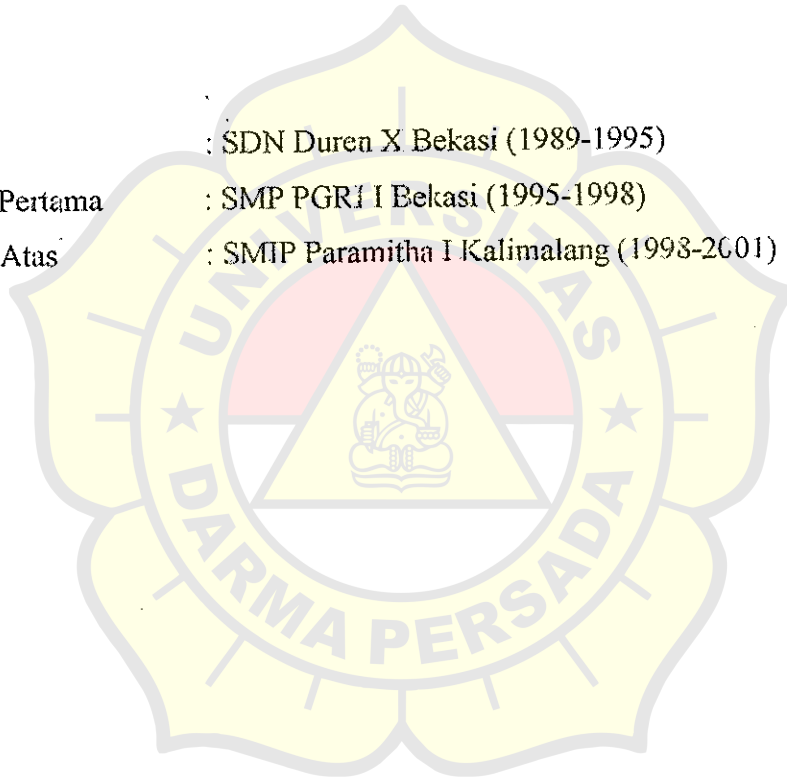 : SDN Duren X Bekasi (1989-1995)
Pertama : SMP PGRI I Bekasi (1995-1998)
Atas : SMIP Paramitha I Kalimalang (1998-2001)
UNIVERSITAS
DARMA PERSADA